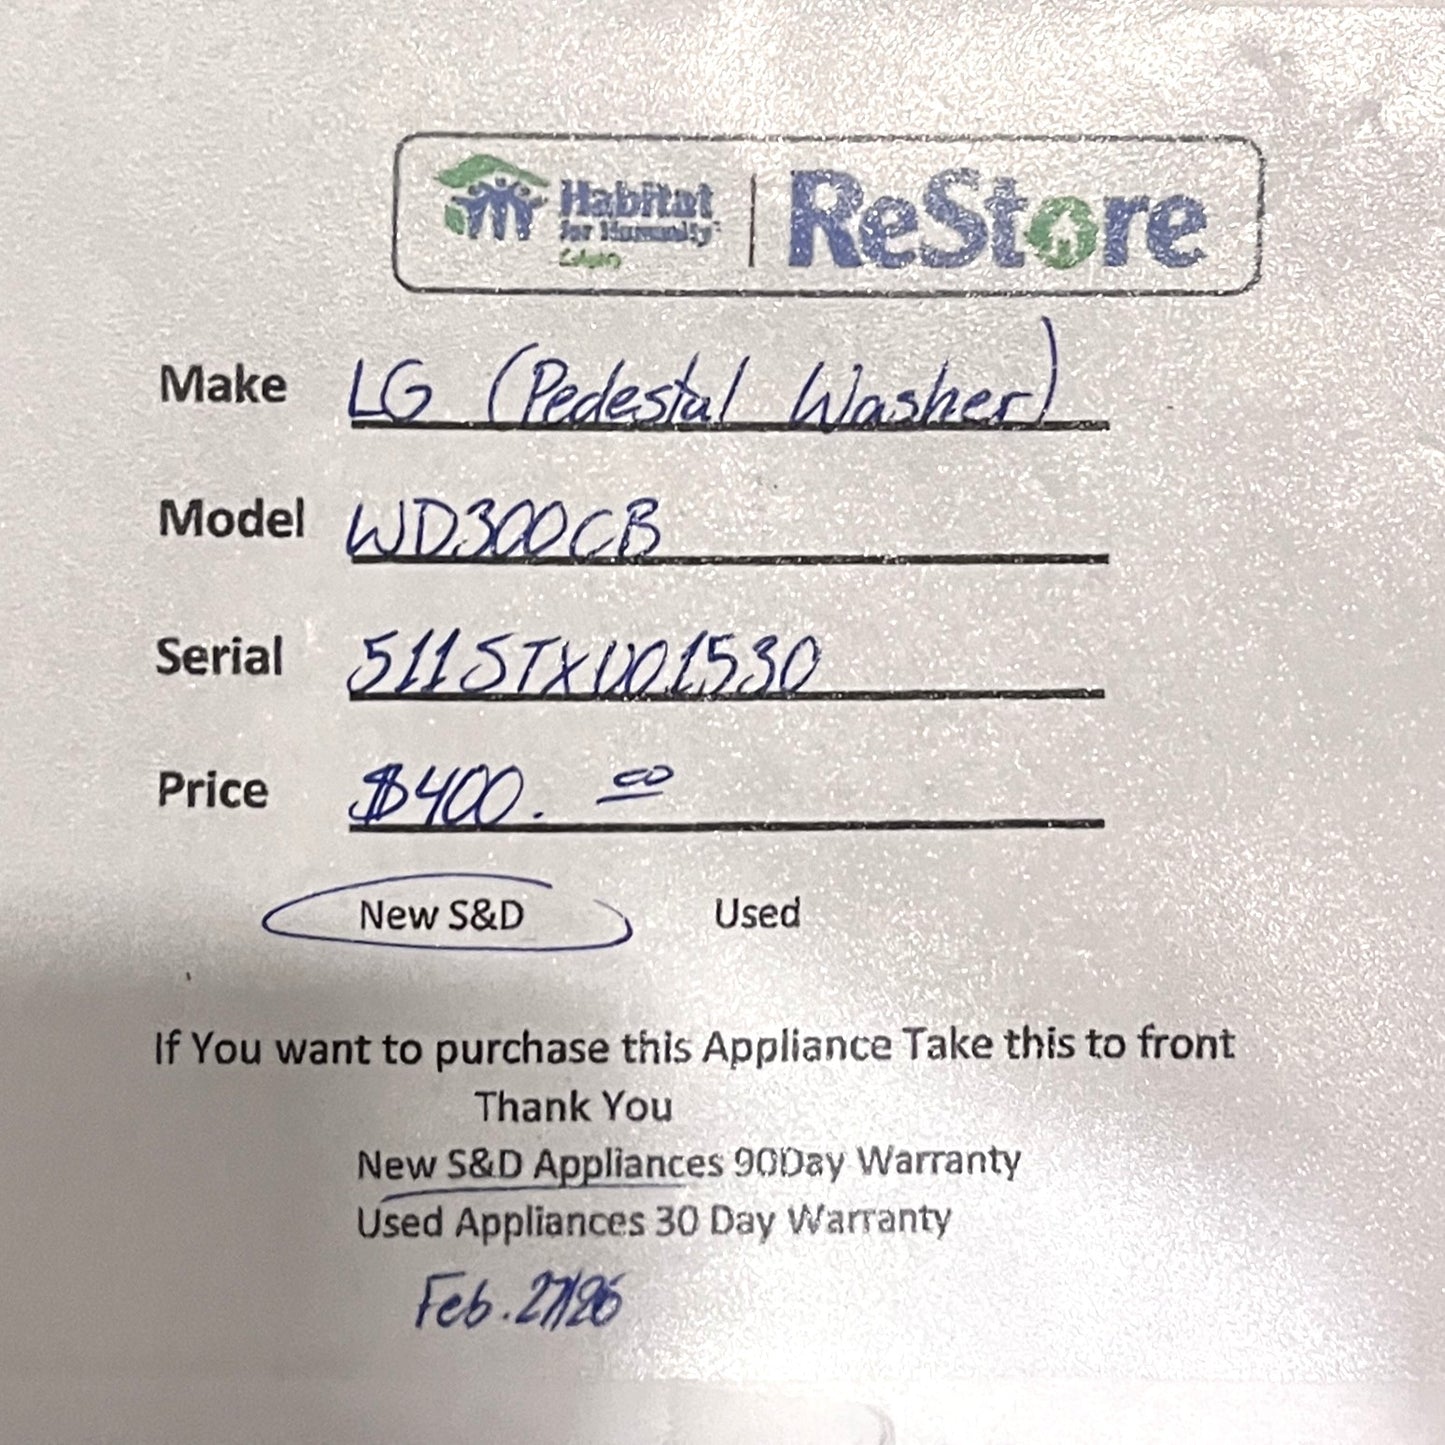 Habitat
for Humanity
ReStore
Make LG (Pedestal Washer)
Model WD300CB
Serial 511STXU01530
Price $400. 00
New S&D Used
If You want to purchase this Appliance Take this to front
Thank You
New S&D Appliances 90Day Warranty
Used Appliances 30 Day Warranty
Feb. 27/26